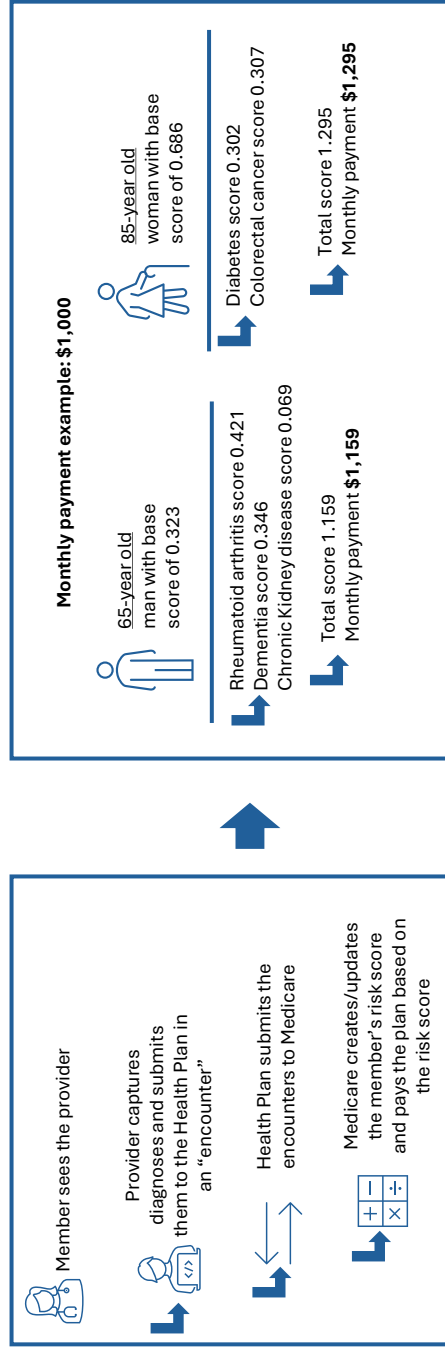 Member sees the provider
Provider captures
diagnoses and submits
them to the Health Plan in
an “encounter”
Health Plan submits the
encounters to Medicare
Medicare creates/updates
the member’s risk score
and pays the plan based on
the risk score
Monthly payment example: $1,000
65-year old
man with base
score of 0.323
Rheumatoid arthritis score 0.421
Dementia score 0.346
Chronic Kidney disease score 0.069
Total score 1.159
Monthly payment $1,159
85-year old
woman with base
score of 0.686
Diabetes score 0.302
Colorectal cancer score 0.307
Total score 1.295
Monthly payment $1,295